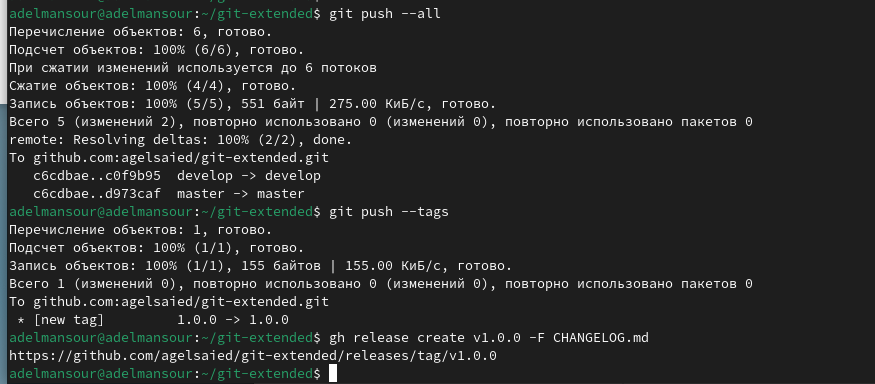 adelmansour@adelmansour:~/git-extended$ git push --all
Перечисление объектов: 6, готово.
Подсчет объектов: 100% (6/6), готово.
При сжатии изменений используется до 6 потоков
Сжатие объектов: 100% (4/4), готово.
Запись объектов: 100% (5/5), 551 байт | 275.00 КиБ/с, готово.
Всего 5 (изменений 2), повторно использовано 0 (изменений 0), повторно использовано пакетов 0
remote: Resolving deltas: 100% (2/2), done.
To github.com:agelsaied/git-extended.git
   c6cdbae..c0f9b95  develop -> develop
   c6cdbae..d973caf  master -> master
adelmansour@adelmansour:~/git-extended$ git push --tags
Перечисление объектов: 1, готово.
Подсчет объектов: 100% (1/1), готово.
Запись объектов: 100% (1/1), 155 байтов | 155.00 КиБ/с, готово.
Всего 1 (изменений 0), повторно использовано 0 (изменений 0), повторно использовано пакетов 0
To github.com:agelsaied/git-extended.git
 * [new tag]         1.0.0 -> 1.0.0
adelmansour@adelmansour:~/git-extended$ gh release create v1.0.0 -F CHANGELOG.md
https://github.com/agelsaied/git-extended/releases/tag/v1.0.0
adelmansour@adelmansour:~/git-extended$